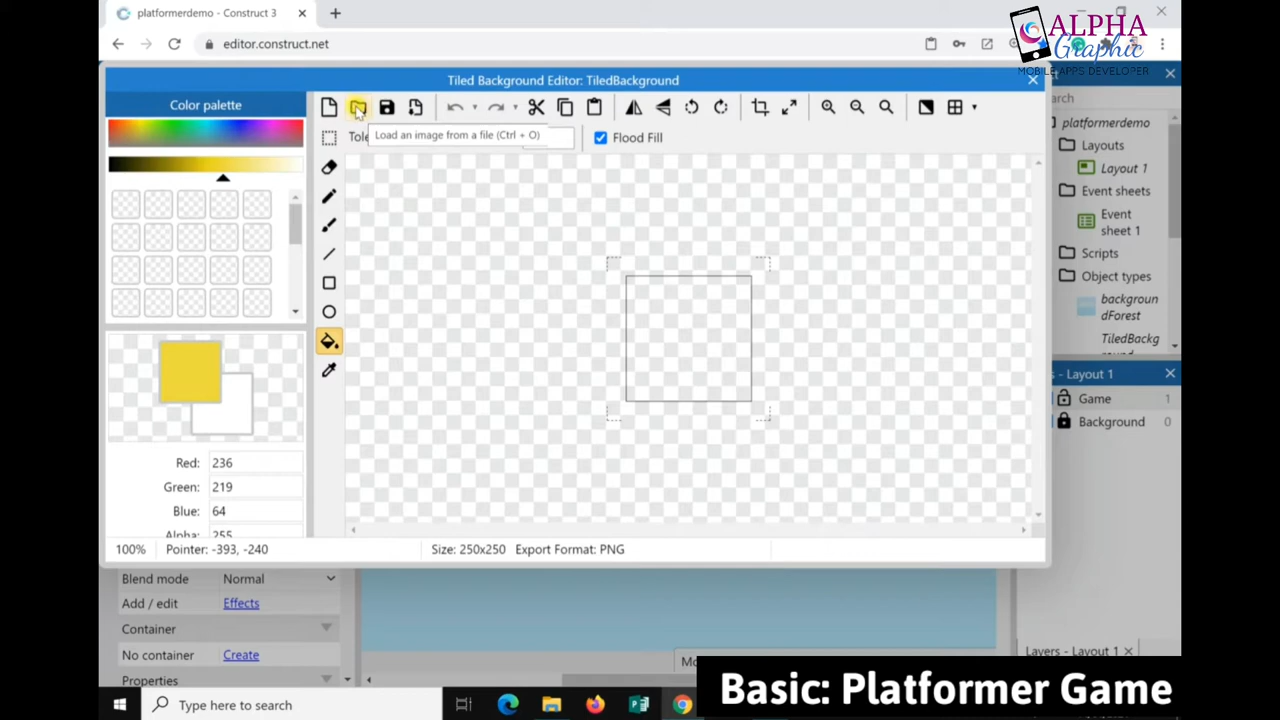 platformerdemo - Construct 3
editor.construct.net
ALPHA
Graphic
MOBILE APPS DEVELOPER
Tiled Background Editor: TiledBackground
Color palette
Load an image from a file (Ctrl + O)
Flood Fill
Red: 236
Green: 219
Blue: 64
100%
Pointer: -393, -240
Size: 250x250
Export Format: PNG
Blend mode Normal
Add / edit Effects
Container
No container Create
Properties
arch
platformerdemo
Layouts
Layout 1
Event sheets
Event
sheet 1
Scripts
Object types
backgroun
dForest
TiledBackg
s - Layout 1
Game 1
Background 0
Layers - Layout 1
Type here to search
Basic: Platformer Game